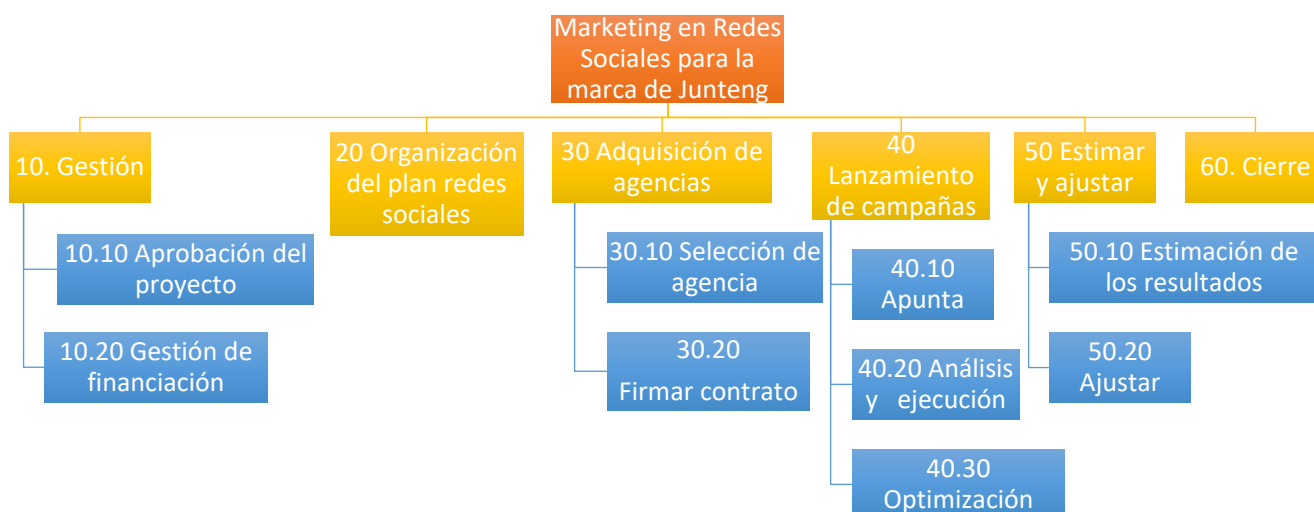 Marketing en Redes
Sociales para la
marca de Junteng
10. Gestión
20 Organización
del plan redes
sociales
30 Adquisición de
agencias
40
Lanzamiento
de campañas
50 Estimar
y ajustar
60. Cierre
10.10 Aprobación del
proyecto
10.20 Gestión de
financiación
30.10 Selección de
agencia
30.20
Firmar contrato
40.10
Apunta
40.20 Análisis
y ejecución
40.30
Optimización
50.10 Estimación de
los resultados
50.20
Ajustar